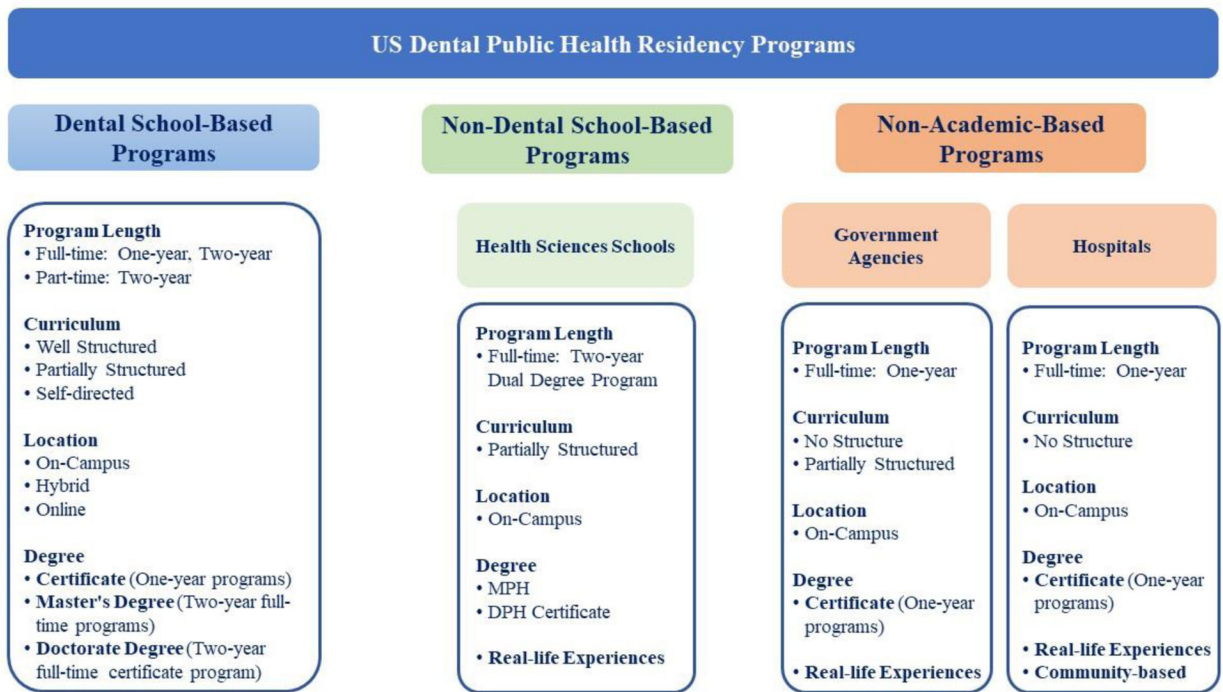 US Dental Public Health Residency Programs
Dental School-Based
Programs
Program Length
• Full-time: One-year, Two-year
• Part-time: Two-year
Curriculum
• Well Structured
• Partially Structured
• Self-directed
Location
• On-Campus
• Hybrid
• Online
Degree
• Certificate (One-year programs)
• Master's Degree (Two-year full-
time programs)
• Doctorate Degree (Two-year
full-time certificate program)
Non-Dental School-Based
Programs
Health Sciences Schools
Program Length
• Full-time: Two-year
Dual Degree Program
Curriculum
• Partially Structured
Location
• On-Campus
Degree
• MPH
• DPH Certificate
• Real-life Experiences
Non-Academic-Based
Programs
Government
Agencies
Program Length
• Full-time: One-year
Curriculum
• No Structure
• Partially Structured
Location
• On-Campus
Degree
• Certificate (One-year
programs)
• Real-life Experiences
Hospitals
Program Length
• Full-time: One-year
Curriculum
• No Structure
Location
• On-Campus
Degree
• Certificate (One-year
programs)
• Real-life Experiences
• Community-based